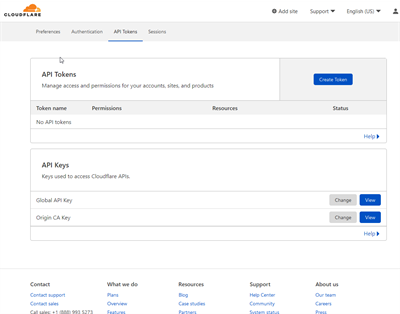 CLOUDFLARE
Add site
Support
English (US)
Preferences
Authentication
API Tokens
Sessions
API Tokens
Manage access and permissions for your accounts, sites, and products
Create Token
Token name Permissions Resources Status
No API tokens
Help
API Keys
Keys used to access Cloudflare APIs.
Global API Key Change View
Origin CA Key Change View
Help
Contact What we do Resources Support About us
Contact support Plans Blog Help Center Our team
Contact sales Overview Case studies Community Careers
Call sales: +1 (888) 993 5273 Features Partners System status Press